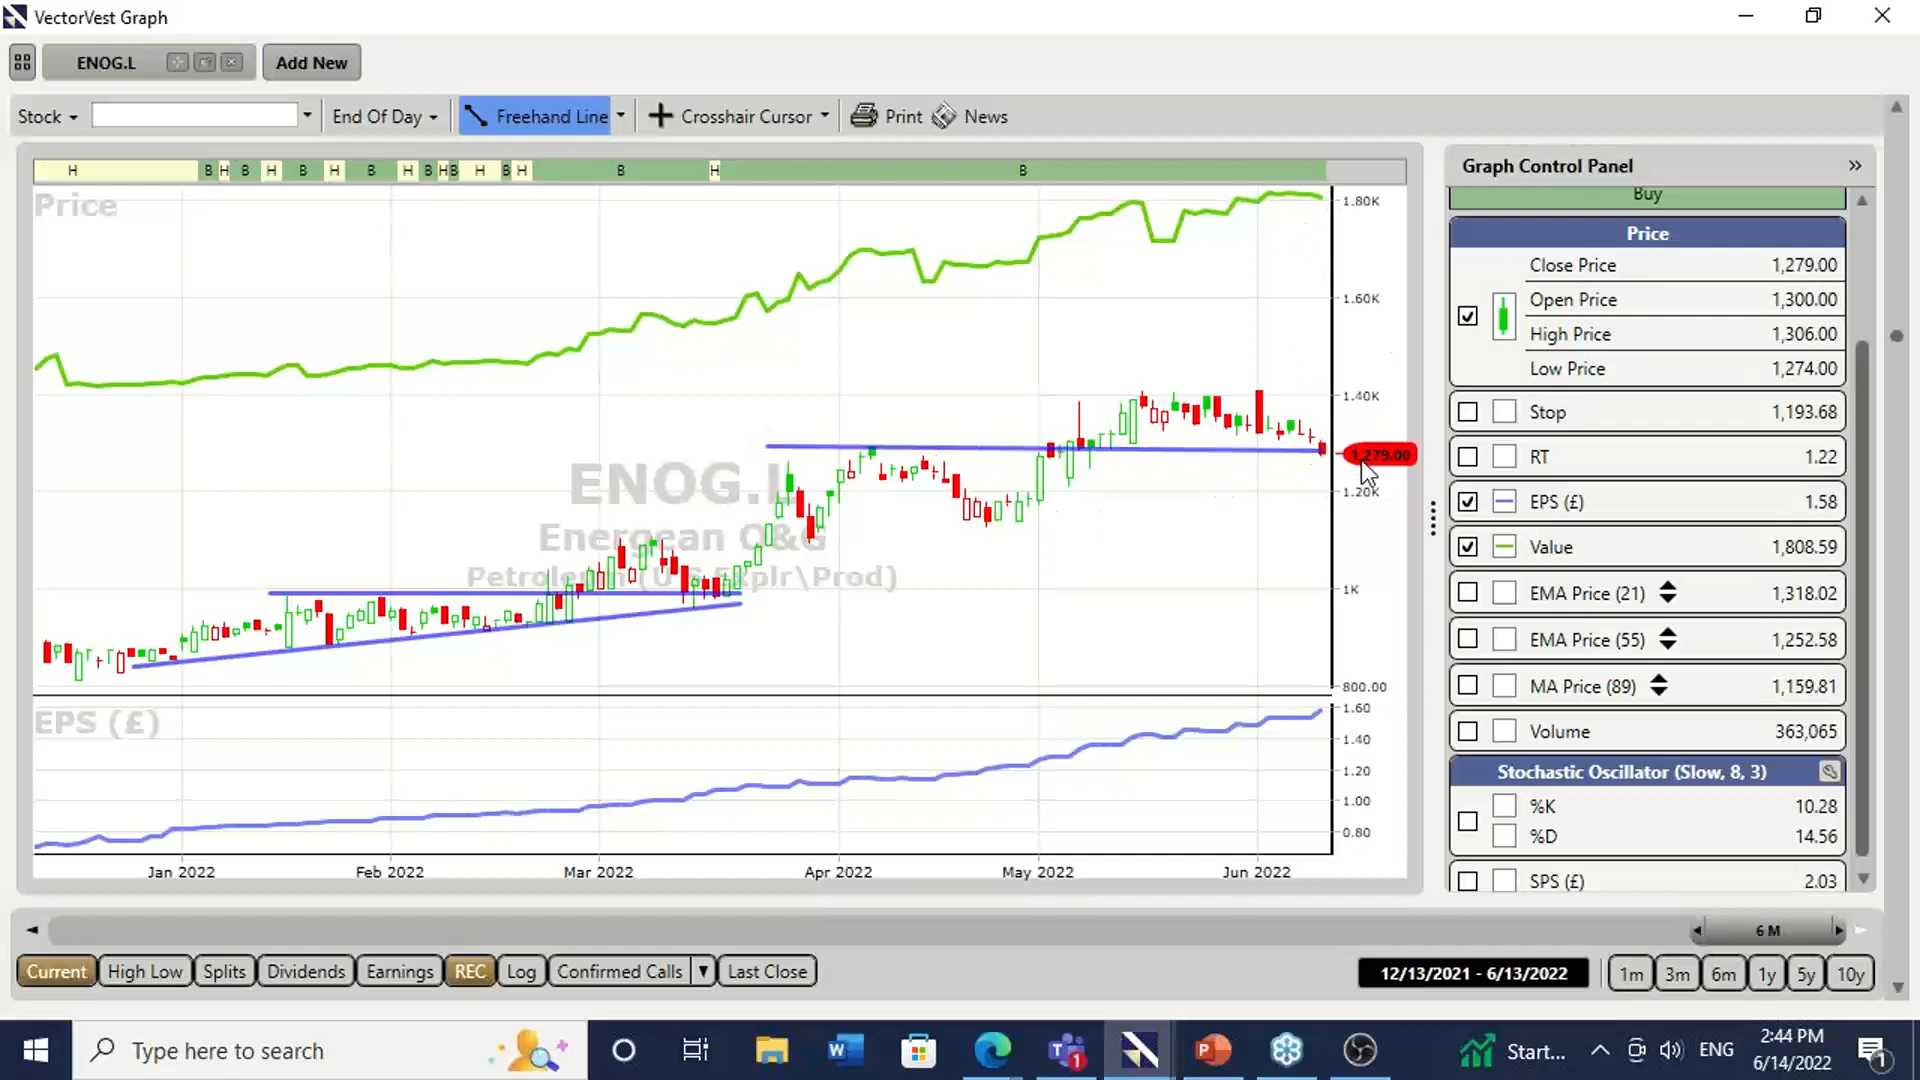 VectorVest Graph
ENOG.L
Add New
Stock
End Of Day
Freehand Line
Crosshair Cursor
Print
News
H B H B H B H B H B H B H B H B H B
Price
1.80K
1.60K
1.40K
1,279.00
1.20K
1K
800.00
ENOG.L
Energean O&G
EPS (£)
1.60
1.40
1.20
1.00
0.80
Jan 2022 Feb 2022 Mar 2022 Apr 2022 May 2022 Jun 2022
Graph Control Panel
Buy
Price
Close Price 1,279.00
Open Price 1,300.00
High Price 1,306.00
Low Price 1,274.00
Stop 1,193.68
RT 1.22
EPS (£) 1.58
Value 1,808.59
EMA Price (21) 1,318.02
EMA Price (55) 1,252.58
MA Price (89) 1,159.81
Volume 363,065
Stochastic Oscillator (Slow, 8, 3)
%K 10.28
%D 14.56
SPS (£) 2.03
6 M
Current High Low Splits Dividends Earnings REC Log Confirmed Calls Last Close
12/13/2021 - 6/13/2022
1m 3m 6m 1y 5y 10y
Type here to search
Start...
ENG
2:44 PM
6/14/2022